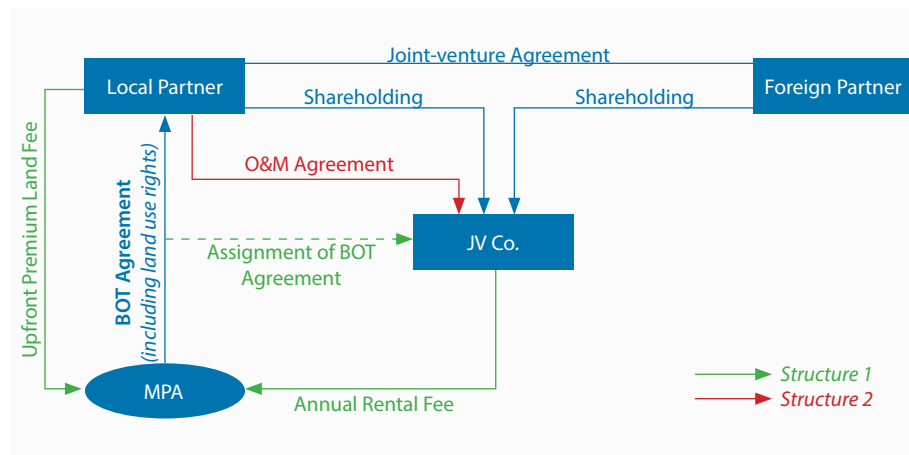 Joint-venture Agreement
Local Partner
Foreign Partner
Shareholding
Shareholding
O&M Agreement
Upfront Premium Land Fee
BOT Agreement
(including land use rights)
JV Co.
Assignment of BOT
Agreement
MPA
Annual Rental Fee
Structure 1
Structure 2